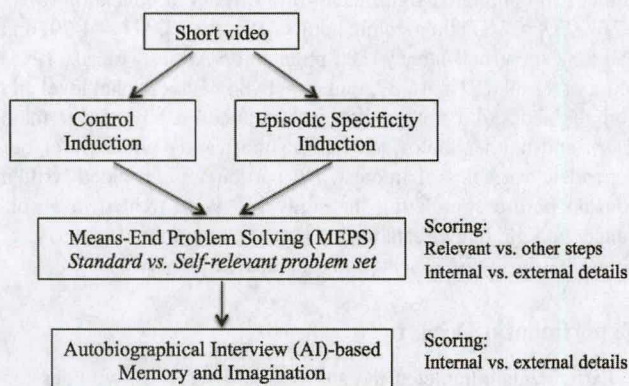 Short video
Control
Induction
Episodic Specificity
Induction
Means-End Problem Solving (MEPS)
Standard vs. Self-relevant problem set
Scoring:
Relevant vs. other steps
Internal vs. external details
Autobiographical Interview (AI)-based
Memory and Imagination
Scoring:
Internal vs. external details